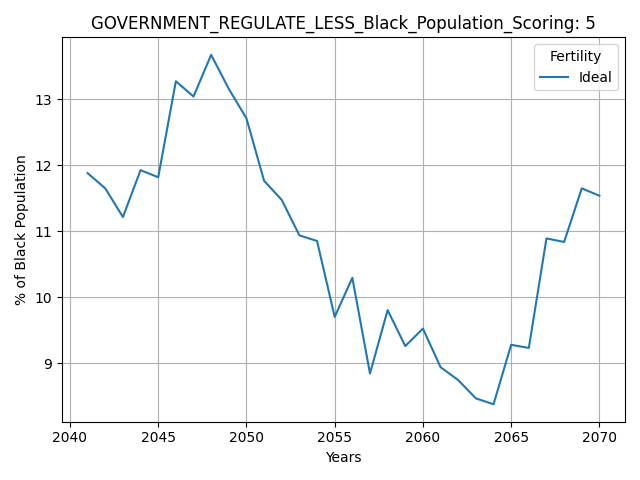 GOVERNMENT_REGULATE_LESS_Black_Population_Scoring: 5
Fertility
Ideal
% of Black Population
13
12
11
10
9
2040 2045 2050 2055 2060 2065 2070
Years